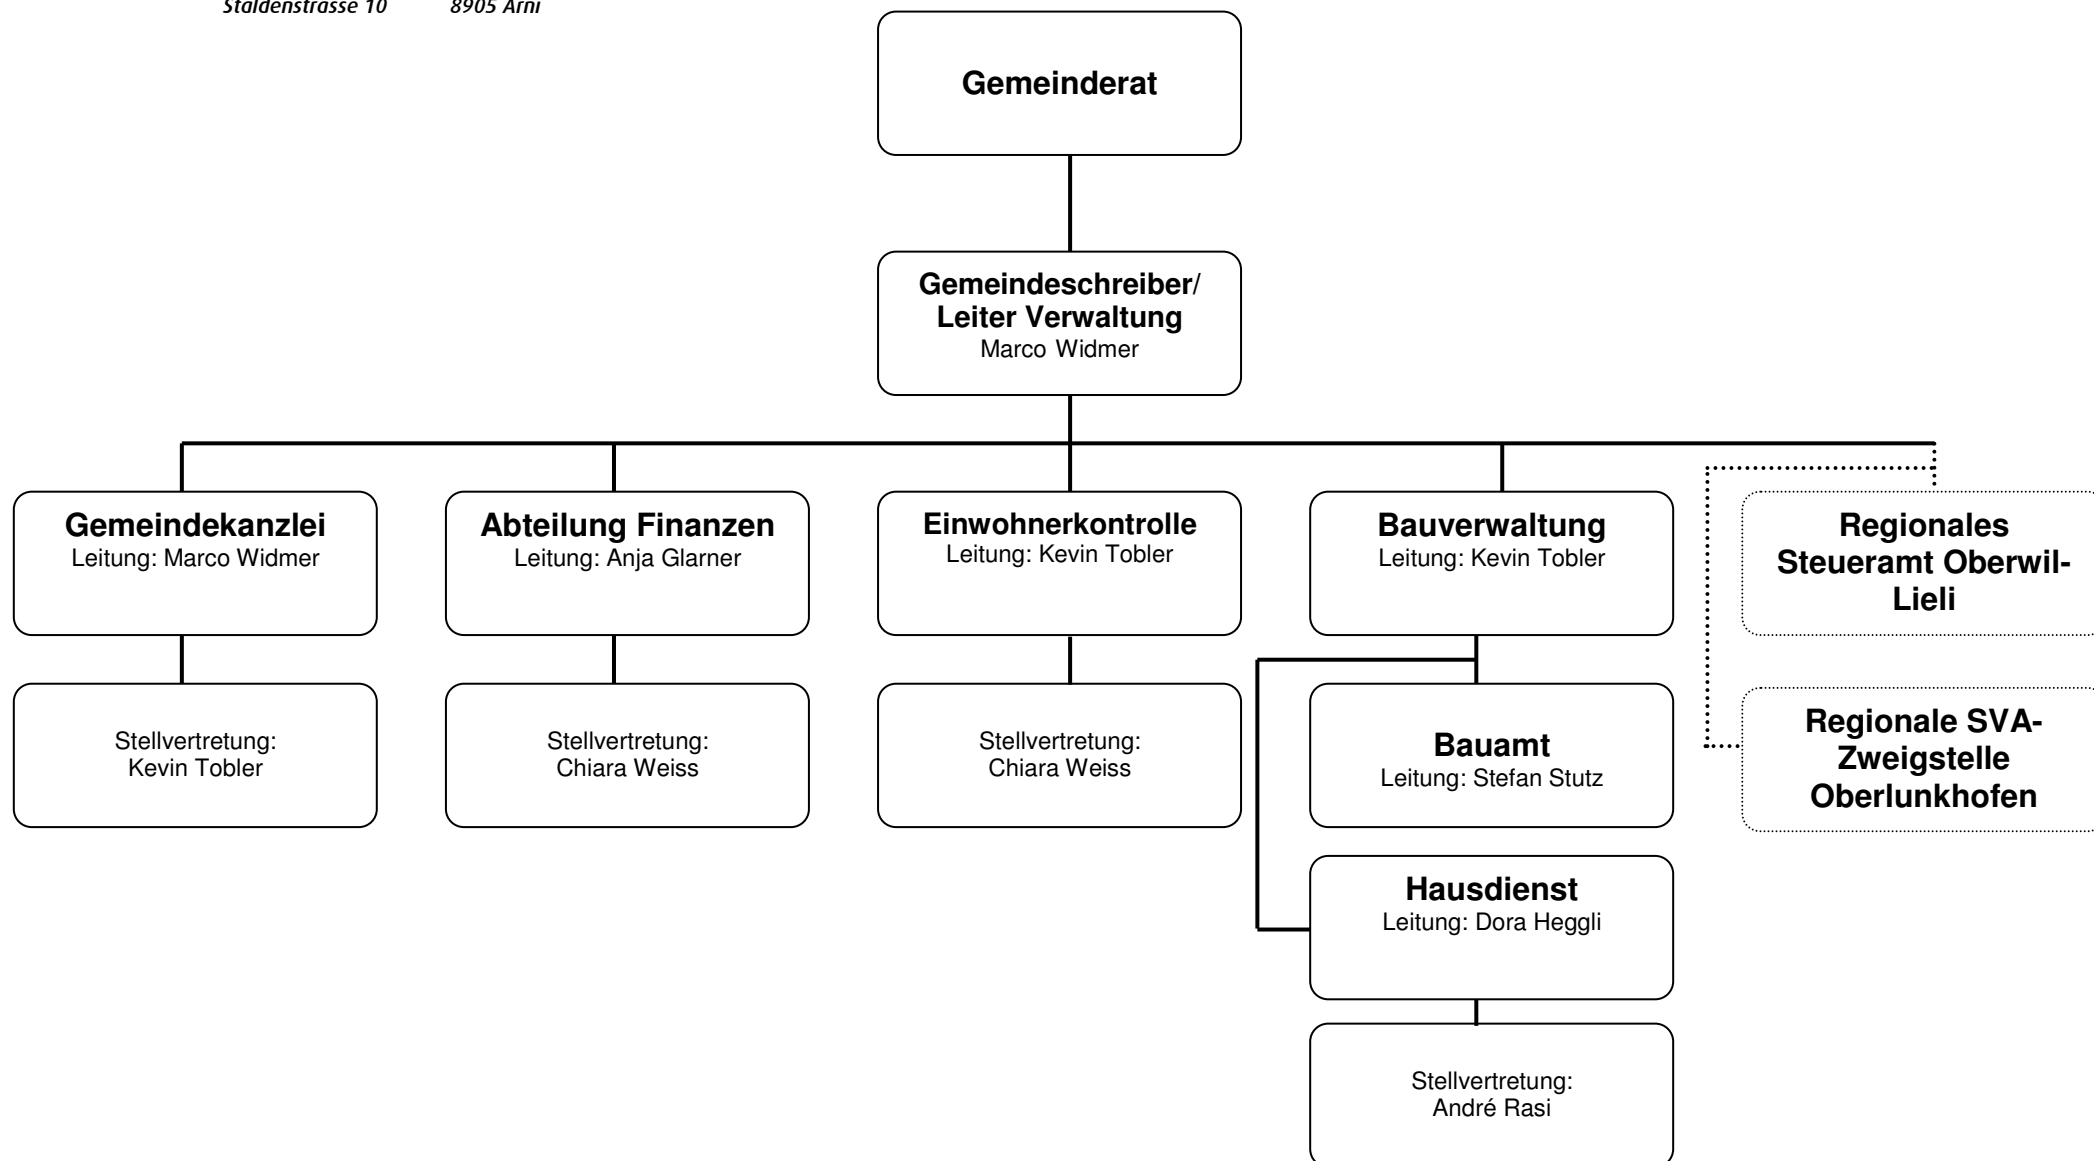 Staldenstrasse 10 8905 Arni
Gemeinderat
Gemeindeschreiber/
Leiter Verwaltung
Marco Widmer
Gemeindekanzlei
Leitung: Marco Widmer
Abteilung Finanzen
Leitung: Anja Glarner
Einwohnerkontrolle
Leitung: Kevin Tobler
Bauverwaltung
Leitung: Kevin Tobler
Regionales
Steueramt Oberwil-
Lieli
Stellvertretung:
Kevin Tobler
Stellvertretung:
Chiara Weiss
Stellvertretung:
Chiara Weiss
Bauamt
Leitung: Stefan Stutz
Regionale SVA-
Zweigstelle
Oberlunkhofen
Hausdienst
Leitung: Dora Heggli
Stellvertretung:
André Rasi